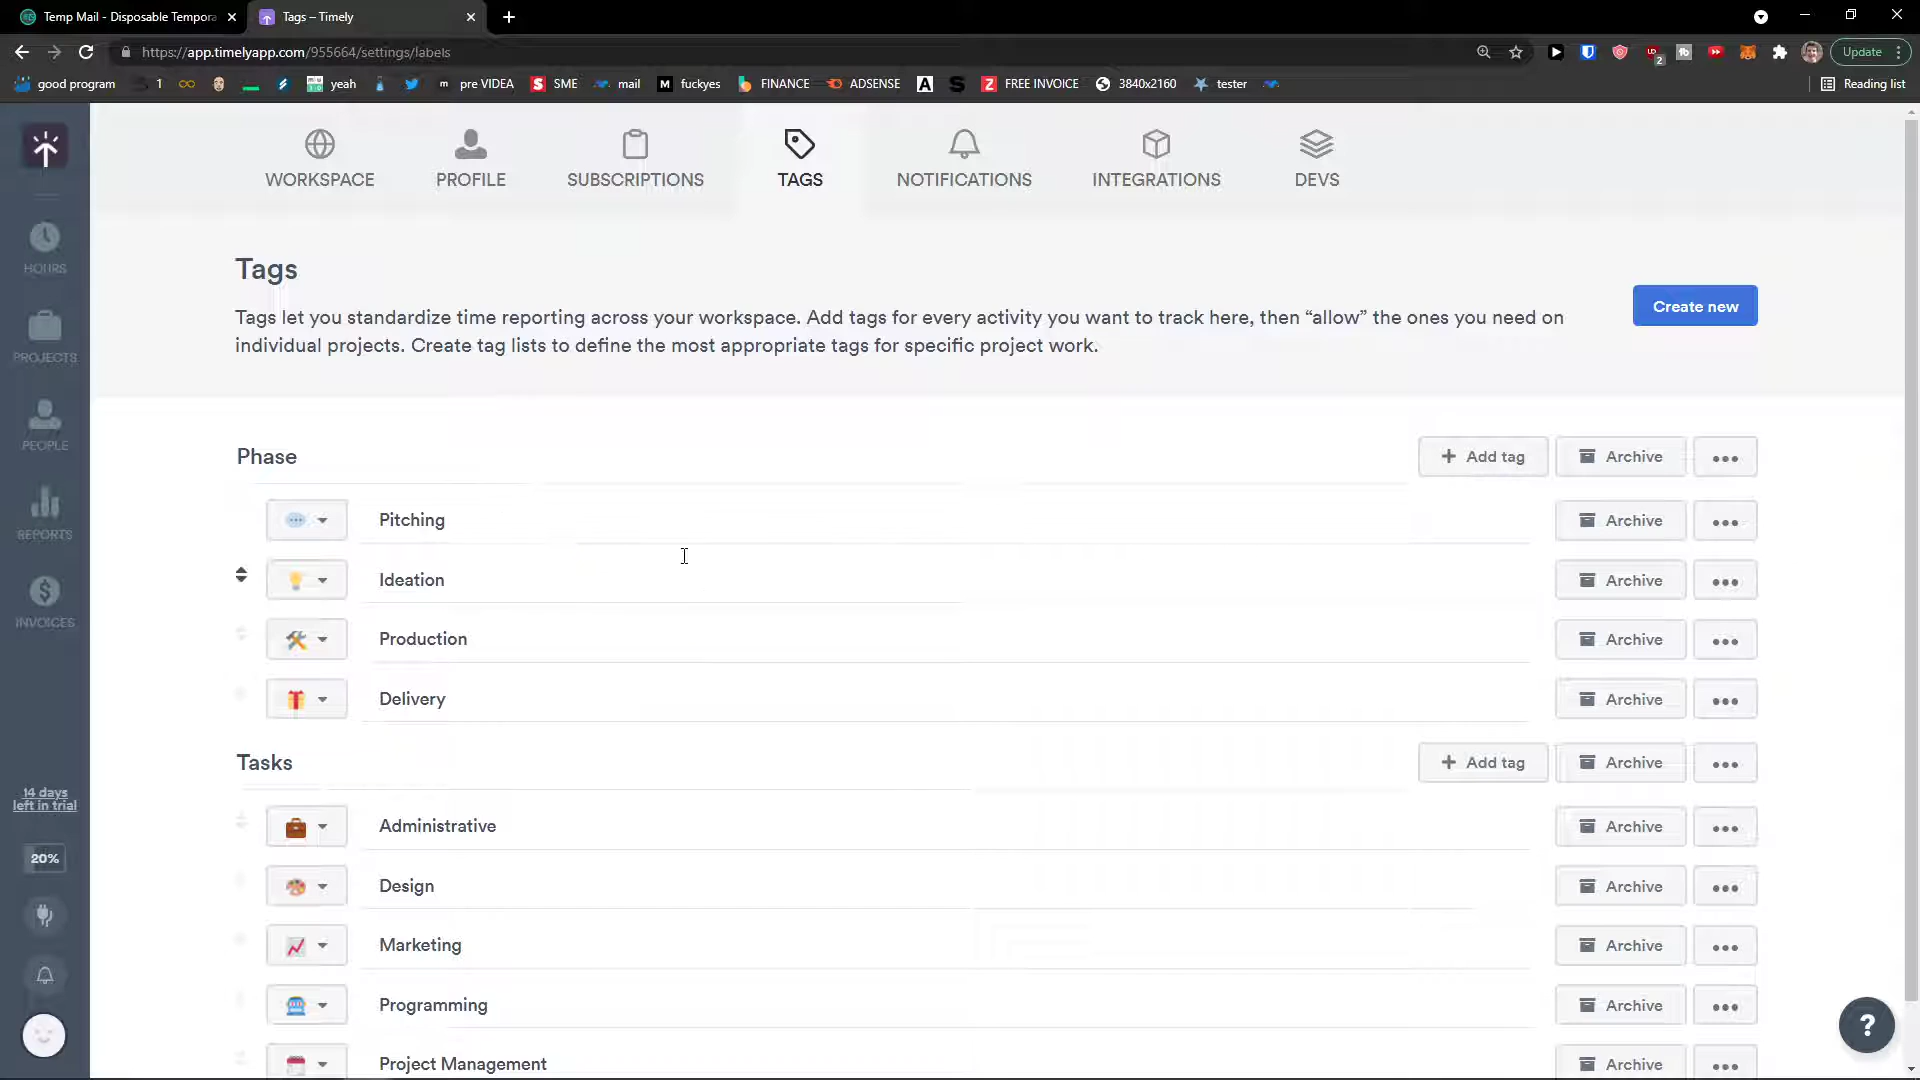 Temp Mail - Disposable Tempora
Tags – Timely
https://app.timelyapp.com/955664/settings/labels
Update
good program
1
yeah
pre VIDEA
SME
mail
fuckyes
FINANCE
ADSENSE
FREE INVOICE
3840x2160
tester
Reading list
WORKSPACE
PROFILE
SUBSCRIPTIONS
TAGS
NOTIFICATIONS
INTEGRATIONS
DEVS
HOURS
PROJECTS
PEOPLE
REPORTS
INVOICES
14 days
left in trial
20%
Tags
Tags let you standardize time reporting across your workspace. Add tags for every activity you want to track here, then “allow” the ones you need on
individual projects. Create tag lists to define the most appropriate tags for specific project work.
Create new
Phase
Add tag
Archive
Pitching
Archive
Ideation
Archive
Production
Archive
Delivery
Archive
Tasks
Add tag
Archive
Administrative
Archive
Design
Archive
Marketing
Archive
Programming
Archive
Project Management
Archive
?